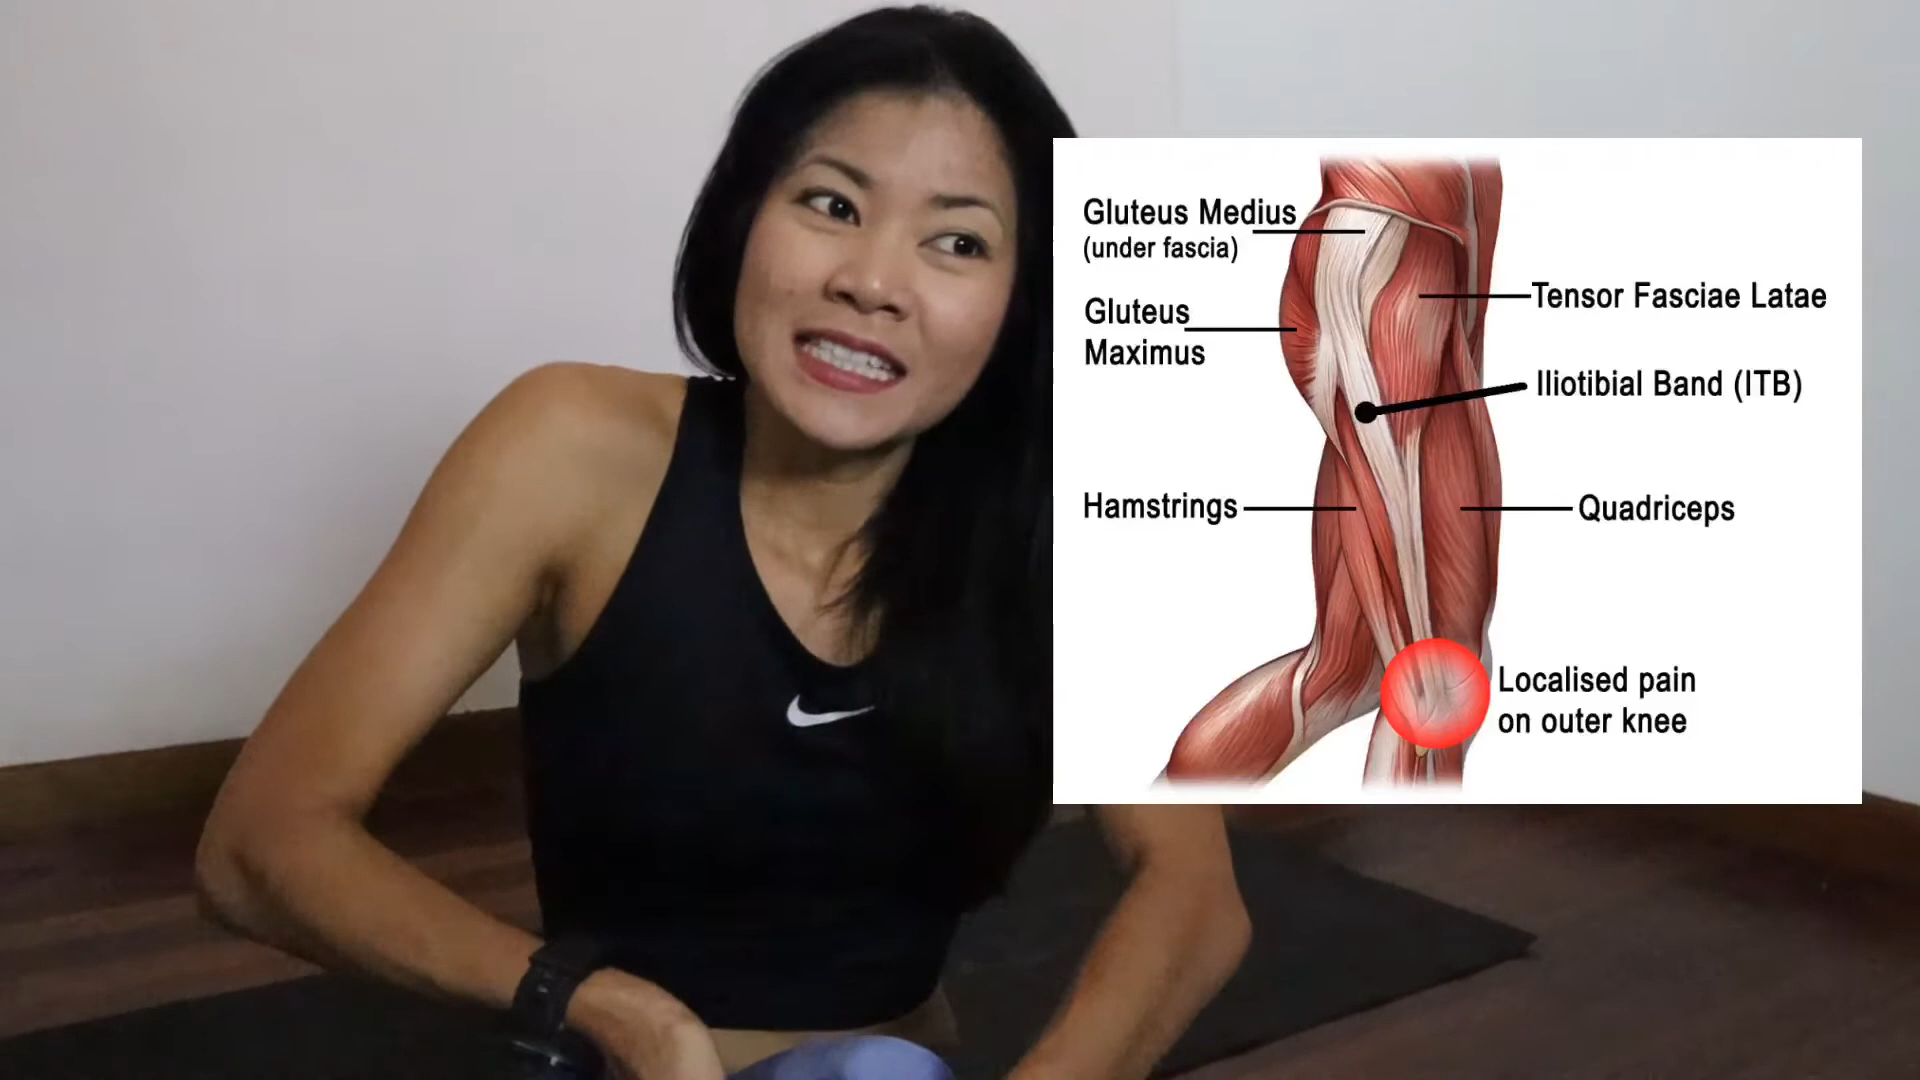 Gluteus Medius
(under fascia)
Gluteus
Maximus
Tensor Fasciae Latae
Iliotibial Band (ITB)
Hamstrings
Quadriceps
Localised pain
on outer knee